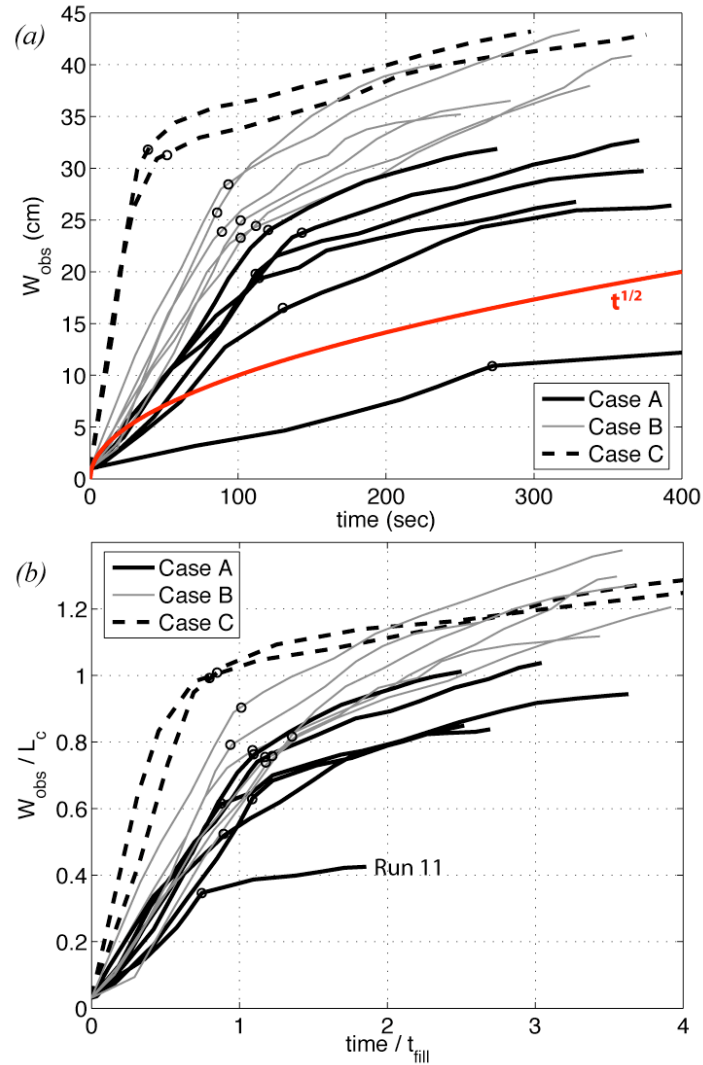 (a)
45
40
35
30
25
20
15
10
5
0
W_obs (cm)
t^1/2
Case A
Case B
Case C
0 100 200 300 400
time (sec)
(b)
Case A
Case B
Case C
1.2
1
0.8
0.6
0.4
0.2
0
W_obs / L_c
Run 11
0 1 2 3 4
time / t_fill